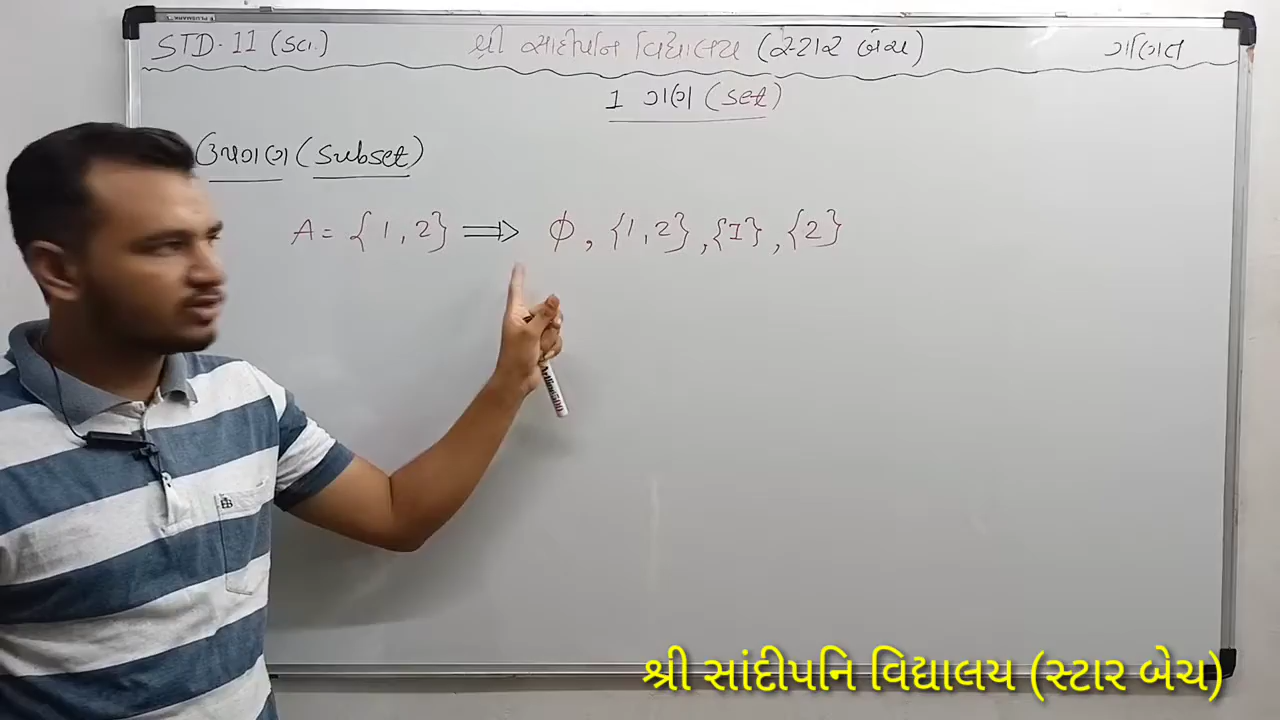 STD-11 (Sci.) શ્રી સાંદીપનિ વિદ્યાલય (સ્ટાર બેચ) ગણિત
1 ગણ (Set)
ઉપગણ (Subset)
A = { 1, 2 } ⇒ ϕ, {1, 2}, {1}, {2}
શ્રી સાંદીપનિ વિદ્યાલય (સ્ટાર બેચ)